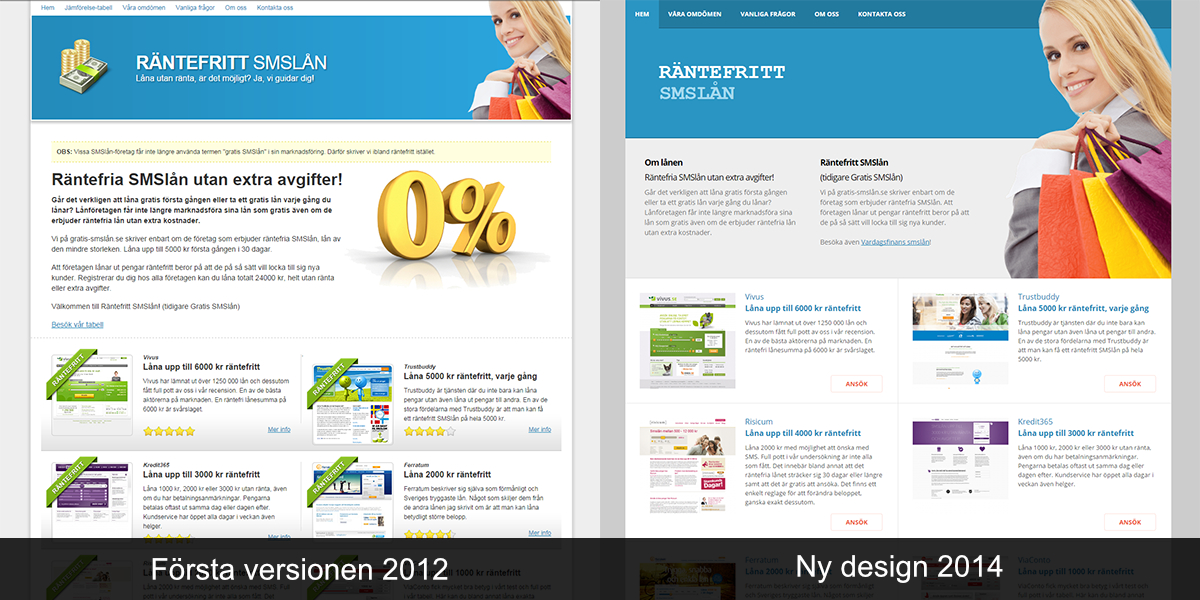 Hem Jämförelse-tabell Våra omdömen Vanliga frågor Om oss Kontakta oss
RÄNTEFRITT SMSLÅN
Låna utan ränta, är det möjligt? Ja, vi guidar dig!
OBS: Vissa SMSlån-företag får inte längre använda termen "gratis SMSlån" i sin marknadsföring. Därför skriver vi ibland räntefritt istället.
Räntefria SMSlån utan extra avgifter!
Går det verkligen att låna gratis första gången eller ta ett gratis lån varje gång du
lånar? Lånföretagen får inte längre marknadsföra sina lån som gratis även om de
erbjuder räntefria lån utan extra kostnader.
Vi på gratis-smslån.se skriver enbart om de företag som erbjuder räntefria SMSlån, lån av
den mindre storleken. Låna upp till 5000 kr första gången i 30 dagar.
Att företagen lånar ut pengar räntefritt beror på att de på så sätt vill locka till sig nya
kunder. Registrerar du dig hos alla företagen kan du låna totalt 24000 kr, helt utan ränta
eller extra avgifter.
Välkommen till Räntefritt SMSlån! (tidigare Gratis SMSlån)
Besök vår tabell
0%
RÄNTEFRITT
Vivus
Låna upp till 6000 kr räntefritt
Vivus har lämnat ut över 1250 000 lån och dessutom
fått full pott av oss i vår recension. En av de bästa
aktörerna på marknaden. En räntefri lånesumma på
6000 kr är svårslaget.
Mer info
RÄNTEFRITT
Trustbuddy
Låna 5000 kr räntefritt, varje gång
Trustbuddy är tjänsten där du inte bara kan låna
pengar utan även låna ut pengar till andra. En av de
stor fördelarna med Trustbuddy är att man kan få
ett räntefritt SMSlån på hela 5000 kr.
Mer info
RÄNTEFRITT
Kredit365
Låna upp till 3000 kr räntefritt
Låna 1000 kr, 2000 kr eller 3000 kr utan ränta, även
om du har betalningsanmärkningar. Pengarna
betalas oftast ut samma dag eller dagen efter.
Kundservice har öppet alla dagar i veckan även
helger.
Mer info
RÄNTEFRITT
Ferratum
Låna 2000 kr räntefritt
Ferratum beskriver sig själva som förmånligt och
Sveriges tryggaste lån. Något som skiljer dem från
de andra lånen jag skrivit om är att man kan låna
betydligt större belopp.
Mer info
Första versionen 2012
HEM VÅRA OMDÖMEN VANLIGA FRÅGOR OM OSS KONTAKTA OSS
RÄNTEFRITT
SMSLÅN
Om lånen
Räntefria SMSlån utan extra avgifter!
Går det verkligen att låna gratis första gången
eller ta ett gratis lån varje gång du lånar?
Lånföretagen får inte längre marknadsföra sina
lån som gratis även om de erbjuder räntefria lån
utan extra kostnader.
Räntefritt SMSlån
(tidigare Gratis SMSlån)
Vi på gratis-smslån.se skriver enbart om de
företag som erbjuder räntefria SMSlån. Att
företagen lånar ut pengar räntefritt beror på att
de på så sätt vill locka till sig nya kunder.
Besöka även Vardagsfinans smslån!
Vivus
Låna upp till 6000 kr räntefritt
Vivus har lämnat ut över 1250 000 lån och
dessutom fått full pott av oss i vår recension. En
av de bästa aktörerna på marknaden. En
räntefri lånesumma på 6000 kr är svårslaget.
ANSÖK
Trustbuddy
Låna 5000 kr räntefritt, varje gång
Trustbuddy är tjänsten där du inte bara kan
låna pengar utan även låna ut pengar till andra.
En av de stora fördelarna med Trustbuddy är
att man kan få ett räntefritt SMSlån på hela
5000 kr.
ANSÖK
Risicum
Låna upp till 4000 kr räntefritt
Låna 2000 kr med möjlighet att önska med
SMS. Full pott i vår undersökning är inte alla
som fått. Det innebär bland annat att det
räntefria lånet sträcker sig 30 dagar eller längre
samt att det är gratis att ansöka. Det finns ett
enkelt reglage för att förändra beloppet,
ganska exakt dessutom.
ANSÖK
Kredit365
Låna upp till 3000 kr räntefritt
Låna 1000 kr, 2000 kr eller 3000 kr utan ränta,
även om du har betalningsanmärkningar.
Pengarna betalas oftast ut samma dag eller
dagen efter. Kundservice har öppet alla dagar i
veckan även helger.
ANSÖK
Ny design 2014